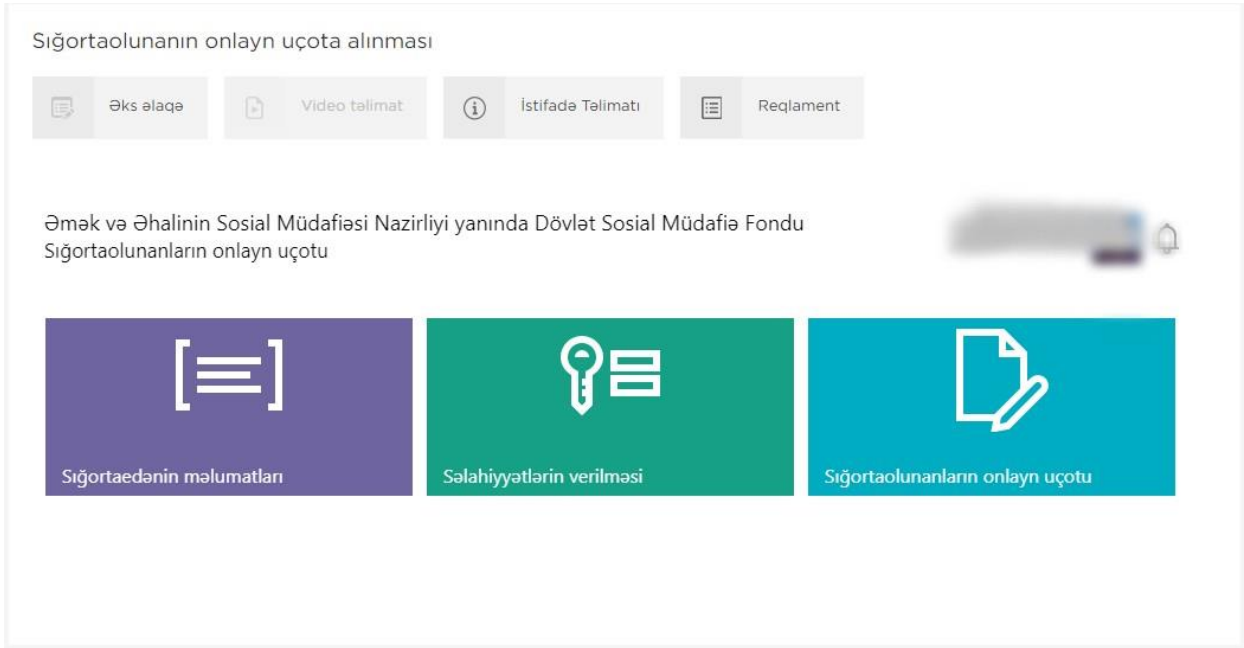 Sığortaolunanın onlayn uçota alınması
Əks əlaqə
Video təlimat
İstifadə Təlimatı
Reqlament
Əmək və Əhalinin Sosial Müdafiəsi Nazirliyi yanında Dövlət Sosial Müdafiə Fondu
Sığortaolunanların onlayn uçotu
Sığortaedənin məlumatları
Səlahiyyətlərin verilməsi
Sığortaolunanların onlayn uçotu